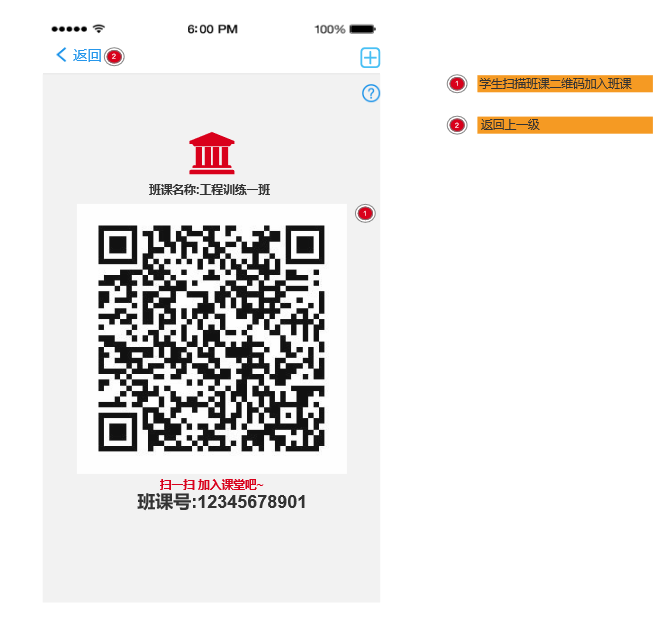 6:00 PM
100%
返回 2
?
班课名称:工程训练一班
1
扫一扫 加入课堂吧~
班课号:12345678901
1 学生扫描班课二维码加入班课
2 返回上一级